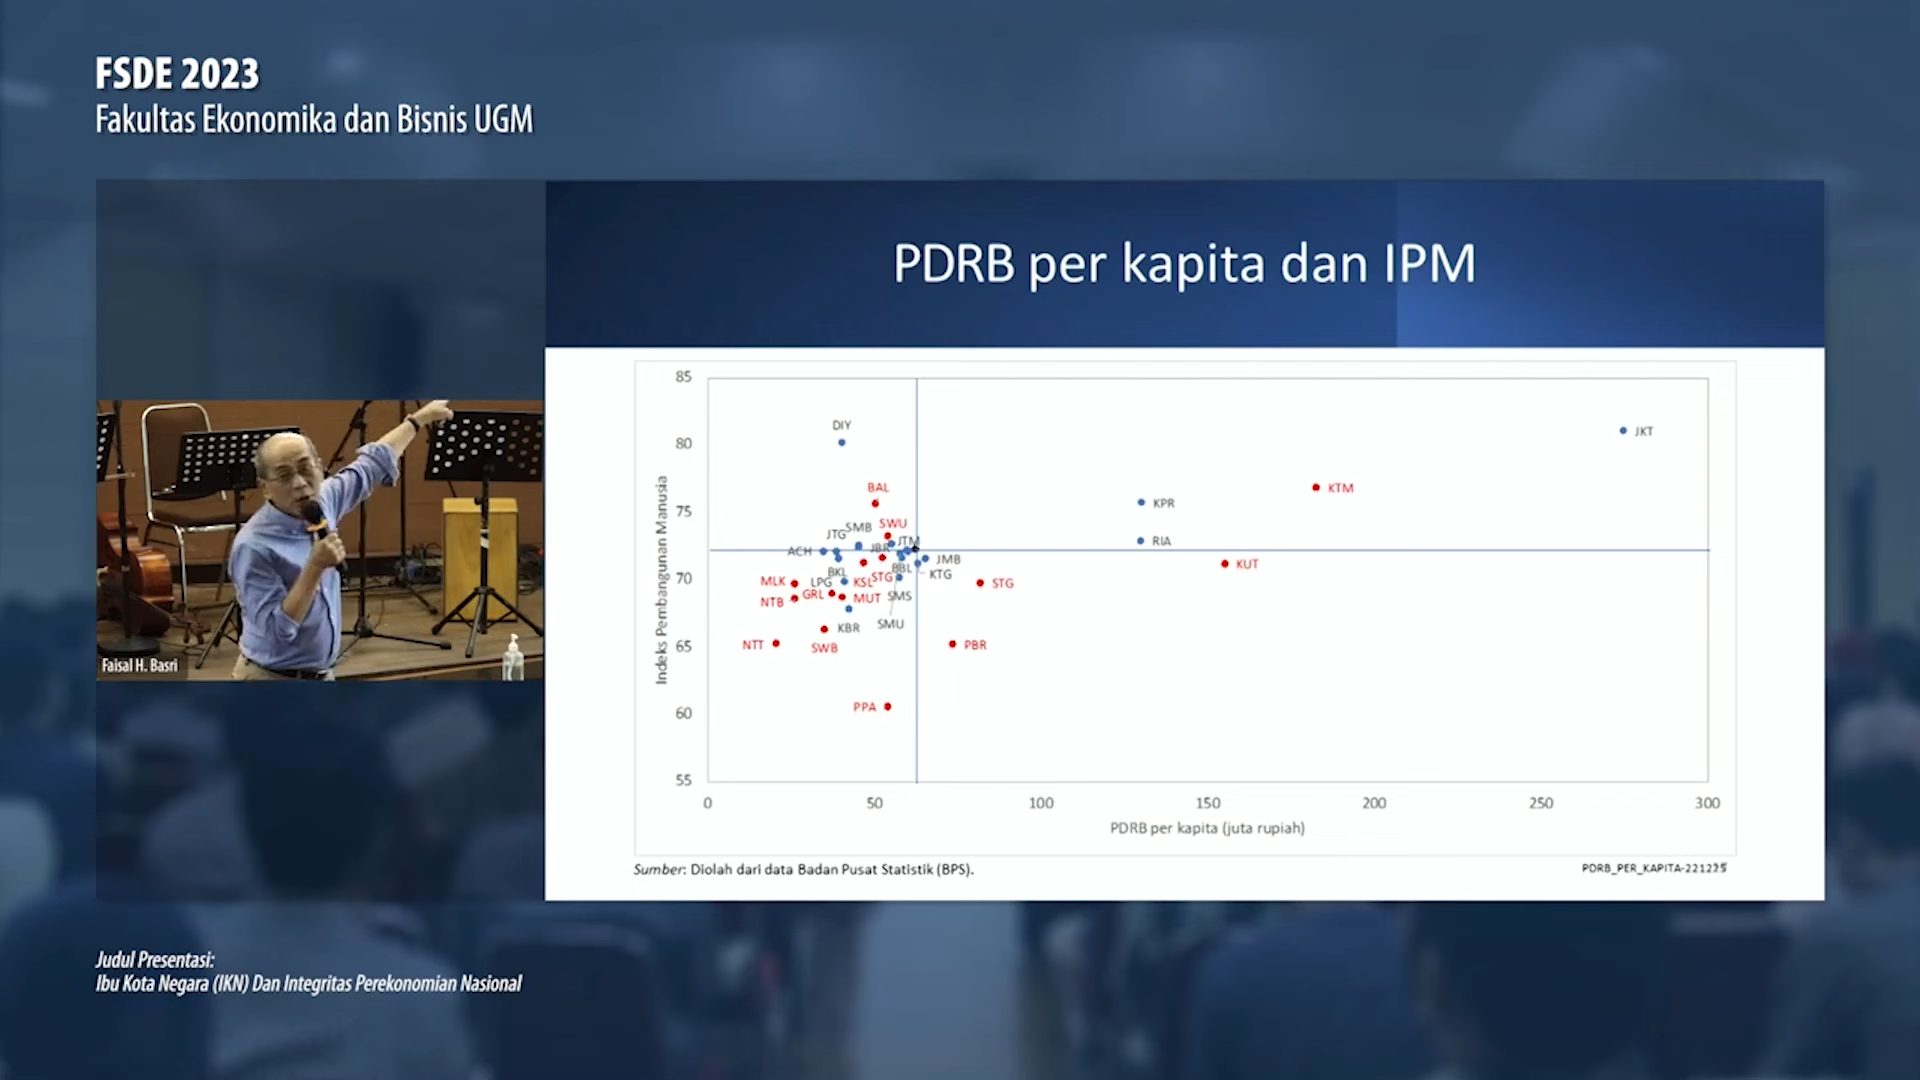 FSDE 2023
Fakultas Ekonomika dan Bisnis UGM
PDRB per kapita dan IPM
85
80
75
70
65
60
55
Indeks Pembangunan Manusia
DIY
JKT
BAL
KTM
KPR
SMB
SWU
JTG
JTM
JBR
RIA
ACH
JMB
BBL
KUT
BKL
KTG
STG
MLK
LPG
KSL
STG
NTB
GRL
MUT
SMS
SMU
KBR
NTT
SWB
PBR
PPA
0
50
100
150
200
250
300
PDRB per kapita (juta rupiah)
Sumber: Diolah dari data Badan Pusat Statistik (BPS).
Faisal H. Basri
Judul Presentasi:
Ibu Kota Negara (IKN) Dan Integritas Perekonomian Nasional